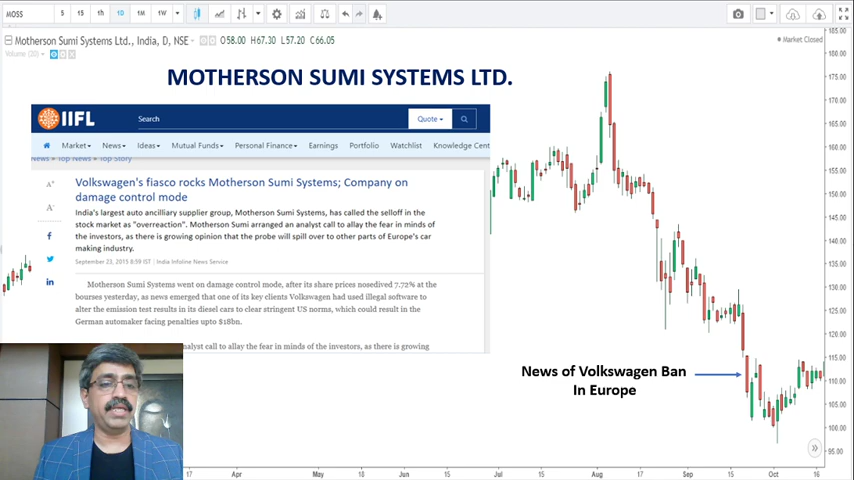 MOSS 5 15 1h 1D 1M 1W
Motherson Sumi Systems Ltd., India, D, NSE O58.00 H67.30 L57.20 C66.05
Market Closed
Volume (20)
MOTHERSON SUMI SYSTEMS LTD.
IIFL Search Quote
Market News Ideas Mutual Funds Personal Finance Earnings Portfolio Watchlist Knowledge Cent
News » Top News » Top Story
A+
A-
Volkswagen's fiasco rocks Motherson Sumi Systems; Company on
damage control mode
India's largest auto ancilliary supplier group, Motherson Sumi Systems, has called the selloff in the
stock market as "overreaction". Motherson Sumi arranged an analyst call to allay the fear in minds of
the investors, as there is growing opinion that the probe will spill over to other parts of Europe's car
making industry.
September 23, 2015 8:59 IST | India Infoline News Service
Motherson Sumi Systems went on damage control mode, after its share prices nosedived 7.72% at the
bourses yesterday, as news emerged that one of its key clients Volkswagen had used illegal software to
alter the emission test results in its diesel cars to clear stringent US norms, which could result in the
German automaker facing penalties upto $18bn.
analyst call to allay the fear in minds of the investors, as there is growing
News of Volkswagen Ban
In Europe
185.00
180.00
175.00
170.00
165.00
160.00
155.00
150.00
145.00
140.00
135.00
130.00
125.00
120.00
115.00
110.00
105.00
100.00
95.00
17 Apr 17 May 18 Jun 15 Jul 15 Aug 17 Sep 15 Oct 16